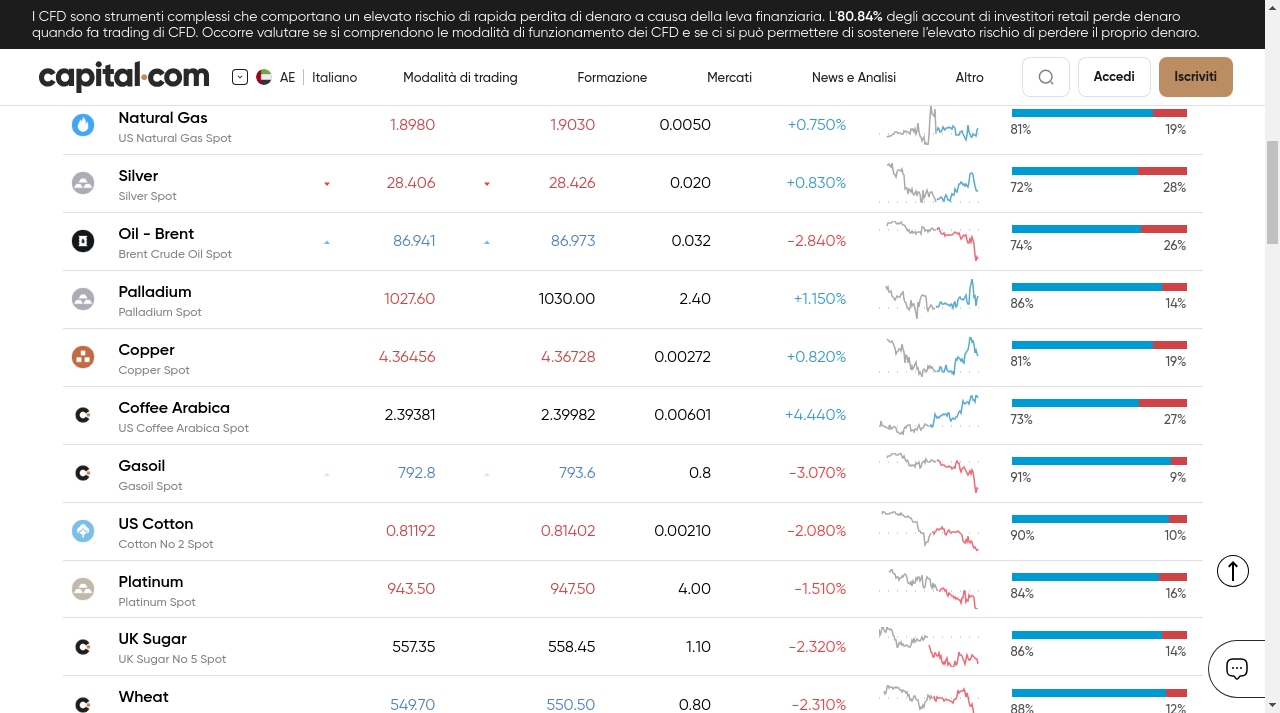 I CFD sono strumenti complessi che comportano un elevato rischio di rapida perdita di denaro a causa della leva finanziaria. L'80.84% degli account di investitori retail perde denaro
quando fa trading di CFD. Occorre valutare se si comprendono le modalità di funzionamento dei CFD e se ci si può permettere di sostenere l’elevato rischio di perdere il proprio denaro.
capital.com AE Italiano Modalità di trading Formazione Mercati News e Analisi Altro Accedi Iscriviti
Natural Gas 1.8980 1.9030 0.0050 +0.750%
US Natural Gas Spot 81% 19%
Silver 28.406 28.426 0.020 +0.830%
Silver Spot 72% 28%
Oil - Brent 86.941 86.973 0.032 -2.840%
Brent Crude Oil Spot 74% 26%
Palladium 1027.60 1030.00 2.40 +1.150%
Palladium Spot 86% 14%
Copper 4.36456 4.36728 0.00272 +0.820%
Copper Spot 81% 19%
Coffee Arabica 2.39381 2.39982 0.00601 +4.440%
US Coffee Arabica Spot 73% 27%
Gasoil 792.8 793.6 0.8 -3.070%
Gasoil Spot 91% 9%
US Cotton 0.81192 0.81402 0.00210 -2.080%
Cotton No 2 Spot 90% 10%
Platinum 943.50 947.50 4.00 -1.510%
Platinum Spot 84% 16%
UK Sugar 557.35 558.45 1.10 -2.320%
UK Sugar No 5 Spot 86% 14%
Wheat 549.70 550.50 0.80 -2.310%
88% 12%